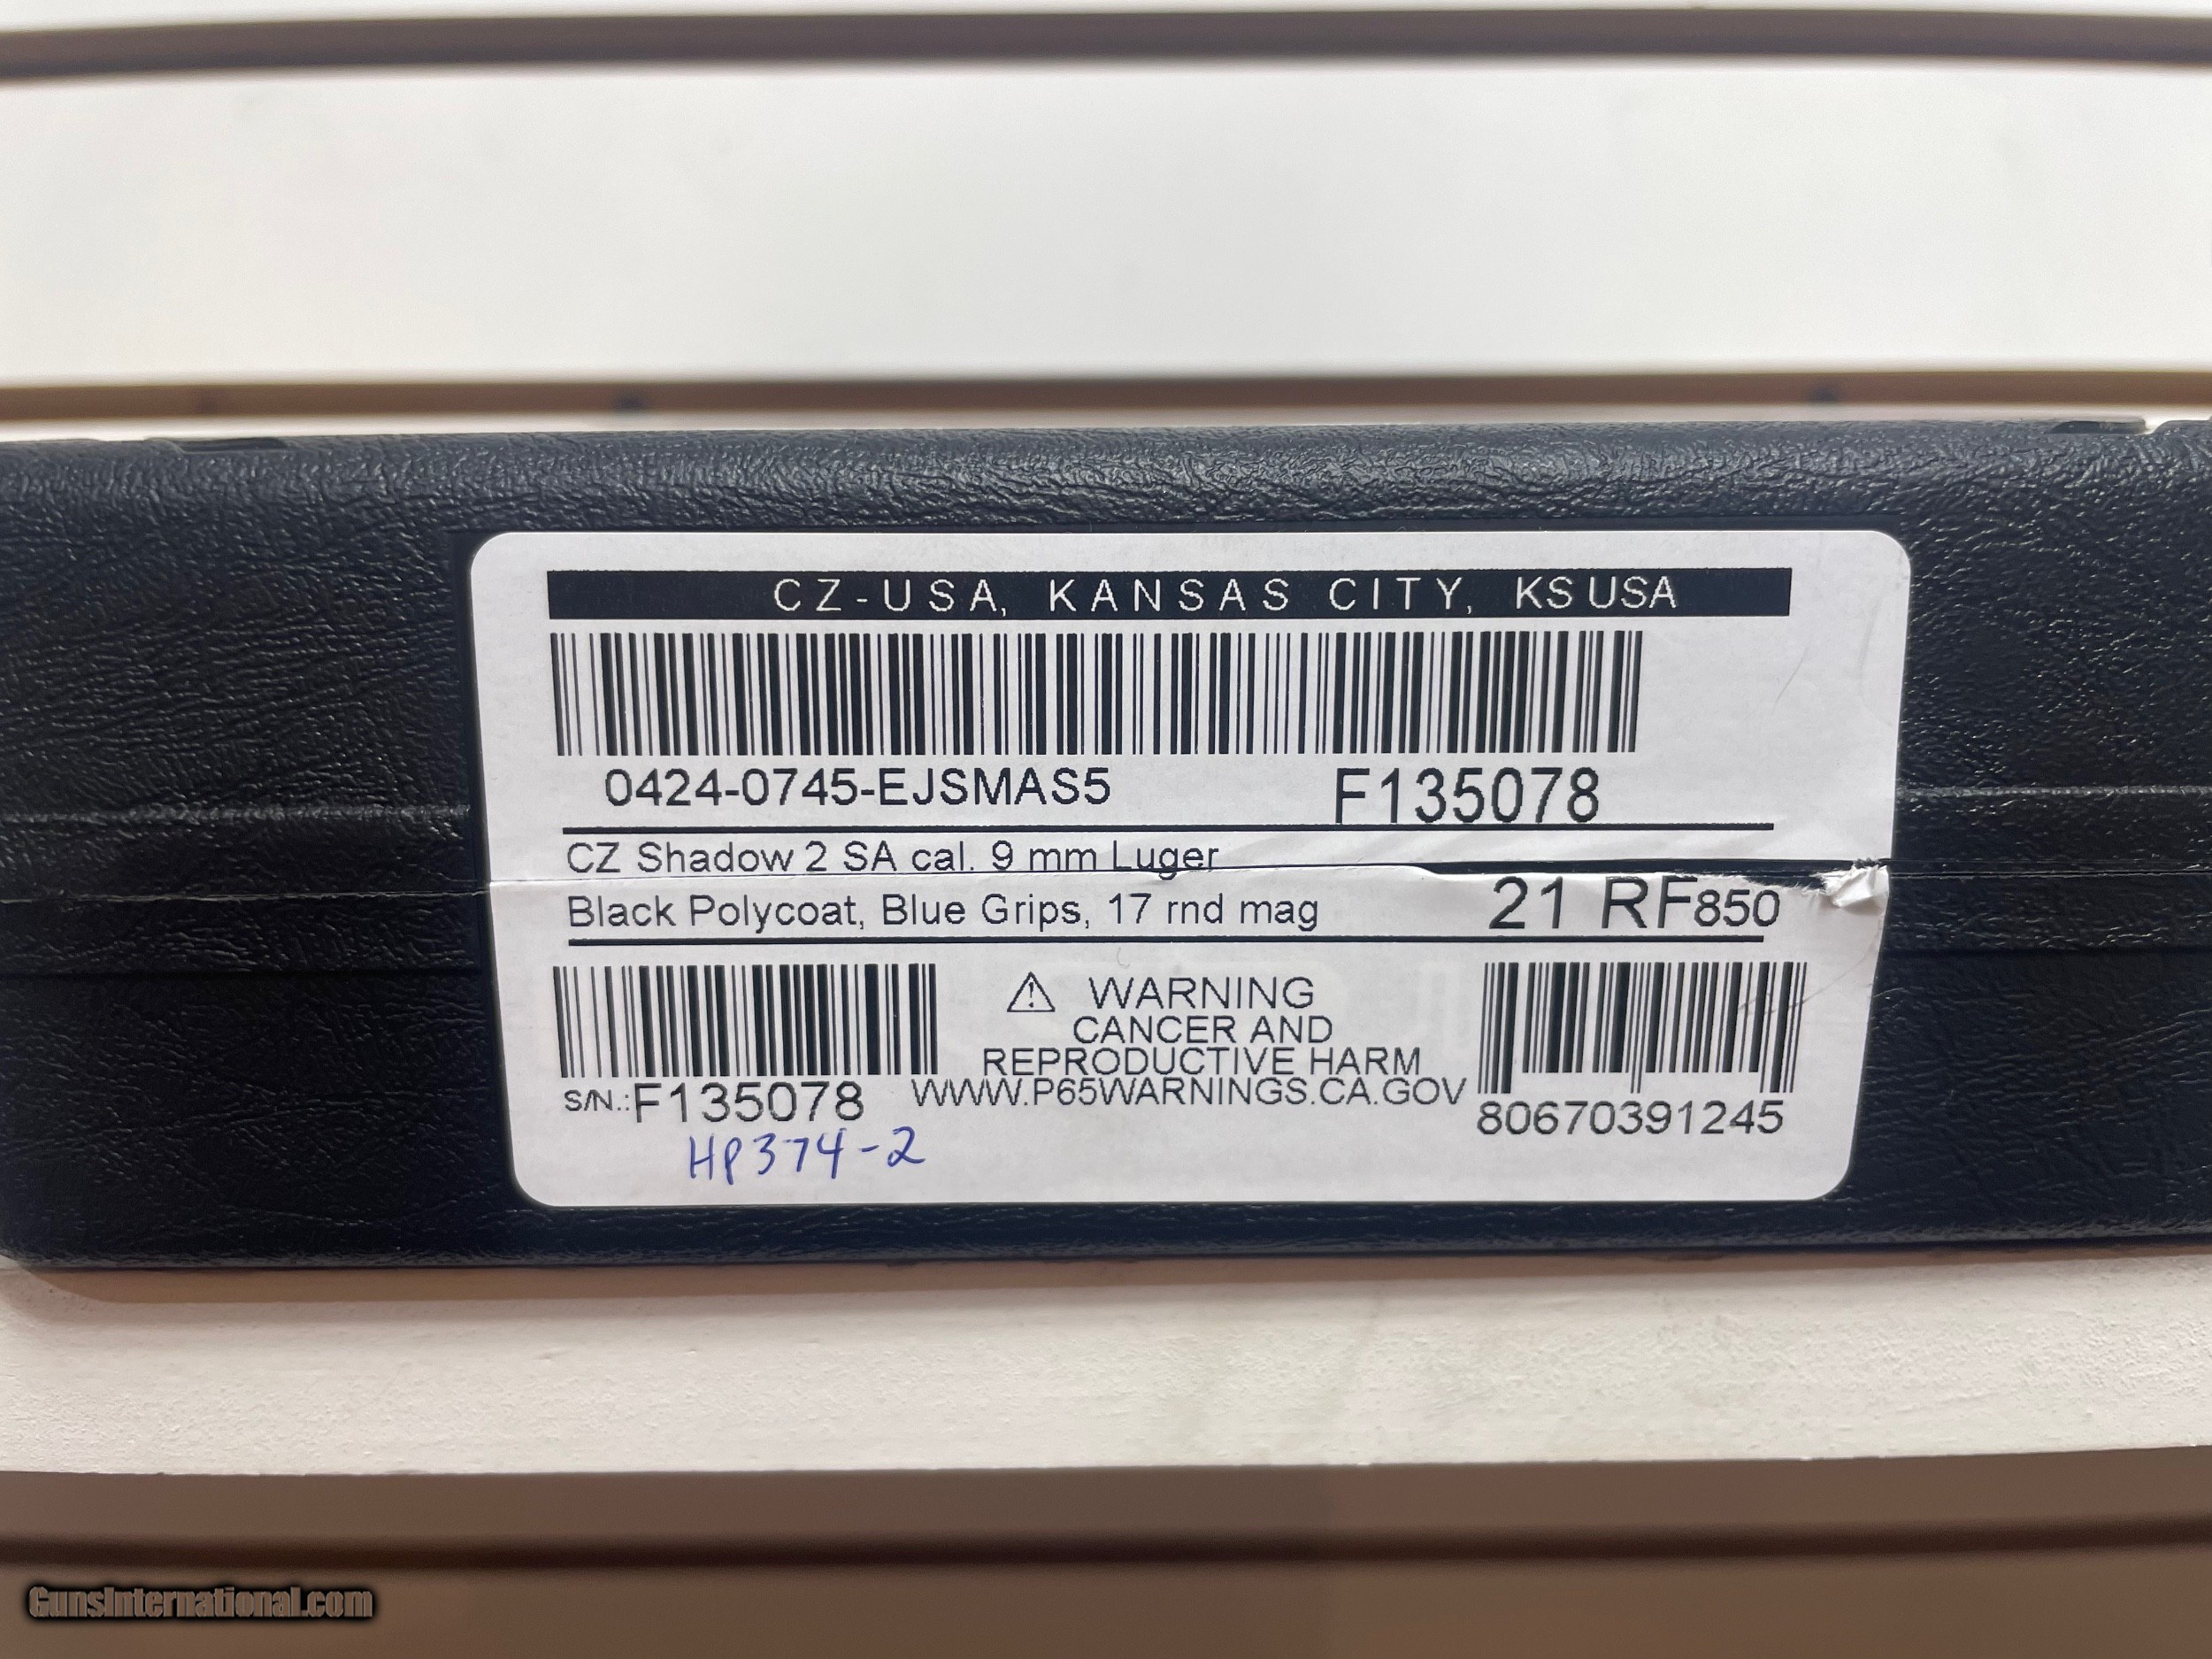 CZ-USA, KANSAS CITY, KS USA
0424-0745-EJSMAS5 F135078
CZ Shadow 2 SA cal. 9 mm Luger
Black Polycoat, Blue Grips, 17 rnd mag 21 RF850
WARNING
CANCER AND
REPRODUCTIVE HARM
WWW.P65WARNINGS.CA.GOV
S/N.:F135078
80670391245
HP374-2
GunsInternational.com